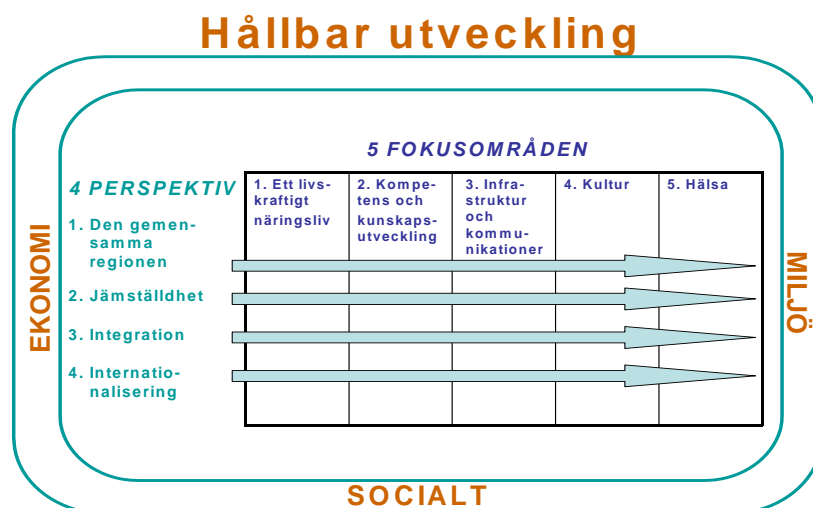 Hållbar utveckling
5 FOKUSOMRÅDEN
4 PERSPEKTIV
1. Ett livs-
kraftigt
näringsliv
2. Kompe-
tens och
kunskaps-
utveckling
3. Infra-
struktur
och
kommu-
nikationer
4. Kultur
5. Hälsa
1. Den gemen-
samma
regionen
2. Jämställdhet
3. Integration
4. Internatio-
nalisering
EKONOMI
MILJÖ
SOCIALT